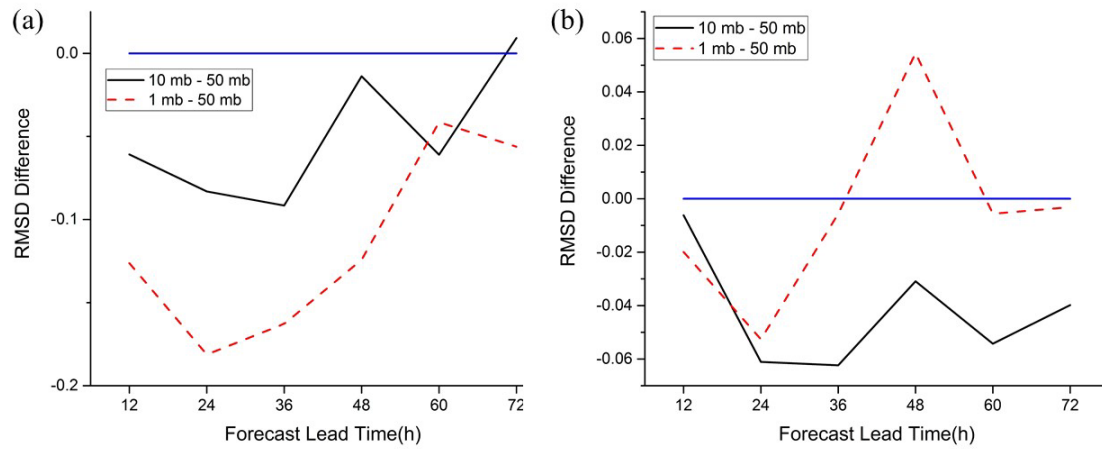 (a)
0.0
-0.1
-0.2
RMSD Difference
10 mb - 50 mb
1 mb - 50 mb
12 24 36 48 60 72
Forecast Lead Time(h)
(b)
0.06
0.04
0.02
0.00
-0.02
-0.04
-0.06
RMSD Difference
10 mb - 50 mb
1 mb - 50 mb
12 24 36 48 60 72
Forecast Lead Time(h)